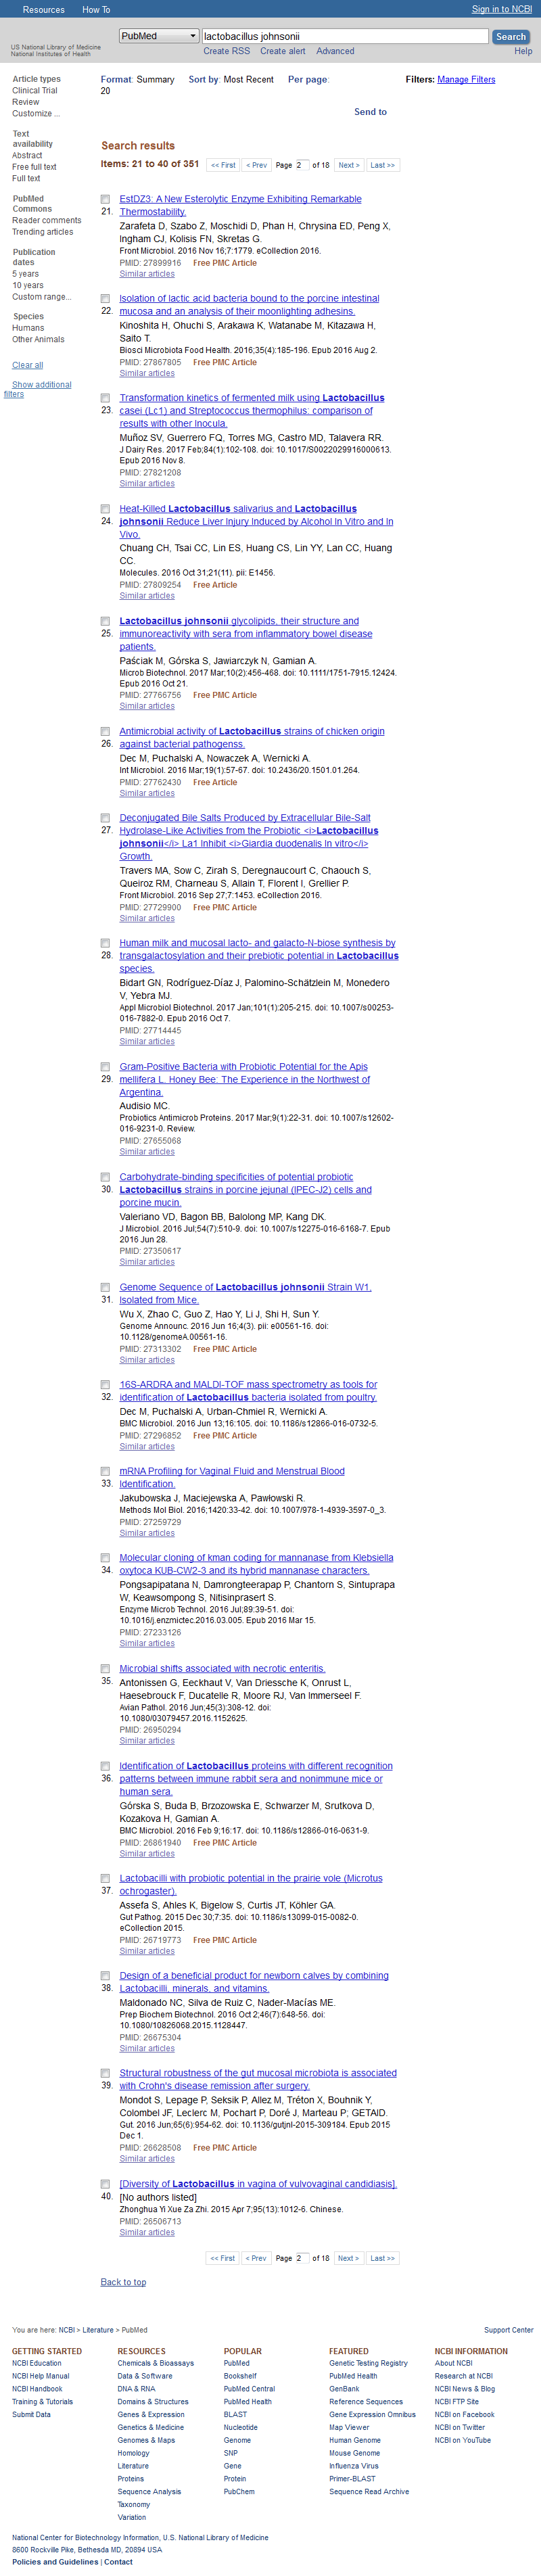 Resources How To Sign in to NCBI
PubMed lactobacillus johnsonii Search
US National Library of Medicine
National Institutes of Health
Create RSS Create alert Advanced Help
Article types
Clinical Trial
Review
Customize ...
Text
availability
Abstract
Free full text
Full text
PubMed
Commons
Reader comments
Trending articles
Publication
dates
5 years
10 years
Custom range...
Species
Humans
Other Animals
Clear all
Show additional
filters
Format: Summary Sort by: Most Recent Per page:
20
Send to
Filters: Manage Filters
Search results
Items: 21 to 40 of 351 << First < Prev Page 2 of 18 Next > Last >>
EstDZ3: A New Esterolytic Enzyme Exhibiting Remarkable
21. Thermostability.
Zarafeta D, Szabo Z, Moschidi D, Phan H, Chrysina ED, Peng X,
Ingham CJ, Kolisis FN, Skretas G.
Front Microbiol. 2016 Nov 16;7:1779. eCollection 2016.
PMID: 27899916 Free PMC Article
Similar articles
Isolation of lactic acid bacteria bound to the porcine intestinal
22. mucosa and an analysis of their moonlighting adhesins.
Kinoshita H, Ohuchi S, Arakawa K, Watanabe M, Kitazawa H,
Saito T.
Biosci Microbiota Food Health. 2016;35(4):185-196. Epub 2016 Aug 2.
PMID: 27867805 Free PMC Article
Similar articles
Transformation kinetics of fermented milk using Lactobacillus
23. casei (Lc1) and Streptococcus thermophilus: comparison of
results with other Inocula.
Muñoz SV, Guerrero FQ, Torres MG, Castro MD, Talavera RR.
J Dairy Res. 2017 Feb;84(1):102-108. doi: 10.1017/S0022029916000613.
Epub 2016 Nov 8.
PMID: 27821208
Similar articles
Heat-Killed Lactobacillus salivarius and Lactobacillus
24. johnsonii Reduce Liver Injury Induced by Alcohol In Vitro and In
Vivo.
Chuang CH, Tsai CC, Lin ES, Huang CS, Lin YY, Lan CC, Huang
CC.
Molecules. 2016 Oct 31;21(11). pii: E1456.
PMID: 27809254 Free Article
Similar articles
Lactobacillus johnsonii glycolipids, their structure and
25. immunoreactivity with sera from inflammatory bowel disease
patients.
Paściak M, Górska S, Jawiarczyk N, Gamian A.
Microb Biotechnol. 2017 Mar;10(2):456-468. doi: 10.1111/1751-7915.12424.
Epub 2016 Oct 21.
PMID: 27766756 Free PMC Article
Similar articles
Antimicrobial activity of Lactobacillus strains of chicken origin
26. against bacterial pathogenss.
Dec M, Puchalski A, Nowaczek A, Wernicki A.
Int Microbiol. 2016 Mar;19(1):57-67. doi: 10.2436/20.1501.01.264.
PMID: 27762430 Free Article
Similar articles
Deconjugated Bile Salts Produced by Extracellular Bile-Salt
27. Hydrolase-Like Activities from the Probiotic <i>Lactobacillus
johnsonii</i> La1 Inhibit <i>Giardia duodenalis In vitro</i>
Growth.
Travers MA, Sow C, Zirah S, Deregnaucourt C, Chaouch S,
Queiroz RM, Charneau S, Allain T, Florent I, Grellier P.
Front Microbiol. 2016 Sep 27;7:1453. eCollection 2016.
PMID: 27729900 Free PMC Article
Similar articles
Human milk and mucosal lacto- and galacto-N-biose synthesis by
28. transgalactosylation and their prebiotic potential in Lactobacillus
species.
Bidart GN, Rodríguez-Díaz J, Palomino-Schätzlein M, Monedero
V, Yebra MJ.
Appl Microbiol Biotechnol. 2017 Jan;101(1):205-215. doi: 10.1007/s00253-
016-7882-0. Epub 2016 Oct 7.
PMID: 27714445
Similar articles
Gram-Positive Bacteria with Probiotic Potential for the Apis
29. mellifera L. Honey Bee: The Experience in the Northwest of
Argentina.
Audisio MC.
Probiotics Antimicrob Proteins. 2017 Mar;9(1):22-31. doi: 10.1007/s12602-
016-9231-0. Review.
PMID: 27655068
Similar articles
Carbohydrate-binding specificities of potential probiotic
30. Lactobacillus strains in porcine jejunal (IPEC-J2) cells and
porcine mucin.
Valeriano VD, Bagon BB, Balolong MP, Kang DK.
J Microbiol. 2016 Jul;54(7):510-9. doi: 10.1007/s12275-016-6168-7. Epub
2016 Jun 28.
PMID: 27350617
Similar articles
Genome Sequence of Lactobacillus johnsonii Strain W1,
31. Isolated from Mice.
Wu X, Zhao C, Guo Z, Hao Y, Li J, Shi H, Sun Y.
Genome Announc. 2016 Jun 16;4(3). pii: e00561-16. doi:
10.1128/genomeA.00561-16.
PMID: 27313302 Free PMC Article
Similar articles
16S-ARDRA and MALDI-TOF mass spectrometry as tools for
32. identification of Lactobacillus bacteria isolated from poultry.
Dec M, Puchalski A, Urban-Chmiel R, Wernicki A.
BMC Microbiol. 2016 Jun 13;16:105. doi: 10.1186/s12866-016-0732-5.
PMID: 27296852 Free PMC Article
Similar articles
mRNA Profiling for Vaginal Fluid and Menstrual Blood
33. Identification.
Jakubowska J, Maciejewska A, Pawłowski R.
Methods Mol Biol. 2016;1420:33-42. doi: 10.1007/978-1-4939-3597-0_3.
PMID: 27259729
Similar articles
Molecular cloning of kman coding for mannanase from Klebsiella
34. oxytoca KUB-CW2-3 and its hybrid mannanase characters.
Pongsapipatana N, Damrongteerapap P, Chantorn S, Sintuprapa
W, Keawsompong S, Nitisinprasert S.
Enzyme Microb Technol. 2016 Jul;89:39-51. doi:
10.1016/j.enzmictec.2016.03.005. Epub 2016 Mar 15.
PMID: 27233126
Similar articles
Microbial shifts associated with necrotic enteritis.
35. Antonissen G, Eeckhaut V, Van Driessche K, Onrust L,
Haesebrouck F, Ducatelle R, Moore RJ, Van Immerseel F.
Avian Pathol. 2016 Jun;45(3):308-12. doi:
10.1080/03079457.2016.1152625.
PMID: 26950294
Similar articles
Identification of Lactobacillus proteins with different recognition
36. patterns between immune rabbit sera and nonimmune mice or
human sera.
Górska S, Buda B, Brzozowska E, Schwarzer M, Srutkova D,
Kozakova H, Gamian A.
BMC Microbiol. 2016 Feb 9;16:17. doi: 10.1186/s12866-016-0631-9.
PMID: 26861940 Free PMC Article
Similar articles
Lactobacilli with probiotic potential in the prairie vole (Microtus
37. ochrogaster).
Assefa S, Ahles K, Bigelow S, Curtis JT, Köhler GA.
Gut Pathog. 2015 Dec 30;7:35. doi: 10.1186/s13099-015-0082-0.
eCollection 2015.
PMID: 26719773 Free PMC Article
Similar articles
Design of a beneficial product for newborn calves by combining
38. Lactobacilli, minerals, and vitamins.
Maldonado NC, Silva de Ruiz C, Nader-Macías ME.
Prep Biochem Biotechnol. 2016 Oct 2;46(7):648-56. doi:
10.1080/10826068.2015.1128447.
PMID: 26675304
Similar articles
Structural robustness of the gut mucosal microbiota is associated
39. with Crohn's disease remission after surgery.
Mondot S, Lepage P, Seksik P, Allez M, Tréton X, Bouhnik Y,
Colombel JF, Leclerc M, Pochart P, Doré J, Marteau P; GETAID.
Gut. 2016 Jun;65(6):954-62. doi: 10.1136/gutjnl-2015-309184. Epub 2015
Dec 1.
PMID: 26628508 Free PMC Article
Similar articles
[Diversity of Lactobacillus in vagina of vulvovaginal candidiasis].
40. [No authors listed]
Zhonghua Yi Xue Za Zhi. 2015 Apr 7;95(13):1012-6. Chinese.
PMID: 26506713
Similar articles
<< First < Prev Page 2 of 18 Next > Last >>
Back to top
You are here: NCBI > Literature > PubMed Support Center
GETTING STARTED
NCBI Education
NCBI Help Manual
NCBI Handbook
Training & Tutorials
Submit Data
RESOURCES
Chemicals & Bioassays
Data & Software
DNA & RNA
Domains & Structures
Genes & Expression
Genetics & Medicine
Genomes & Maps
Homology
Literature
Proteins
Sequence Analysis
Taxonomy
Variation
POPULAR
PubMed
Bookshelf
PubMed Central
PubMed Health
BLAST
Nucleotide
Genome
SNP
Gene
Protein
PubChem
FEATURED
Genetic Testing Registry
PubMed Health
GenBank
Reference Sequences
Gene Expression Omnibus
Map Viewer
Human Genome
Mouse Genome
Influenza Virus
Primer-BLAST
Sequence Read Archive
NCBI INFORMATION
About NCBI
Research at NCBI
NCBI News & Blog
NCBI FTP Site
NCBI on Facebook
NCBI on Twitter
NCBI on YouTube
National Center for Biotechnology Information, U.S. National Library of Medicine
8600 Rockville Pike, Bethesda MD, 20894 USA
Policies and Guidelines | Contact